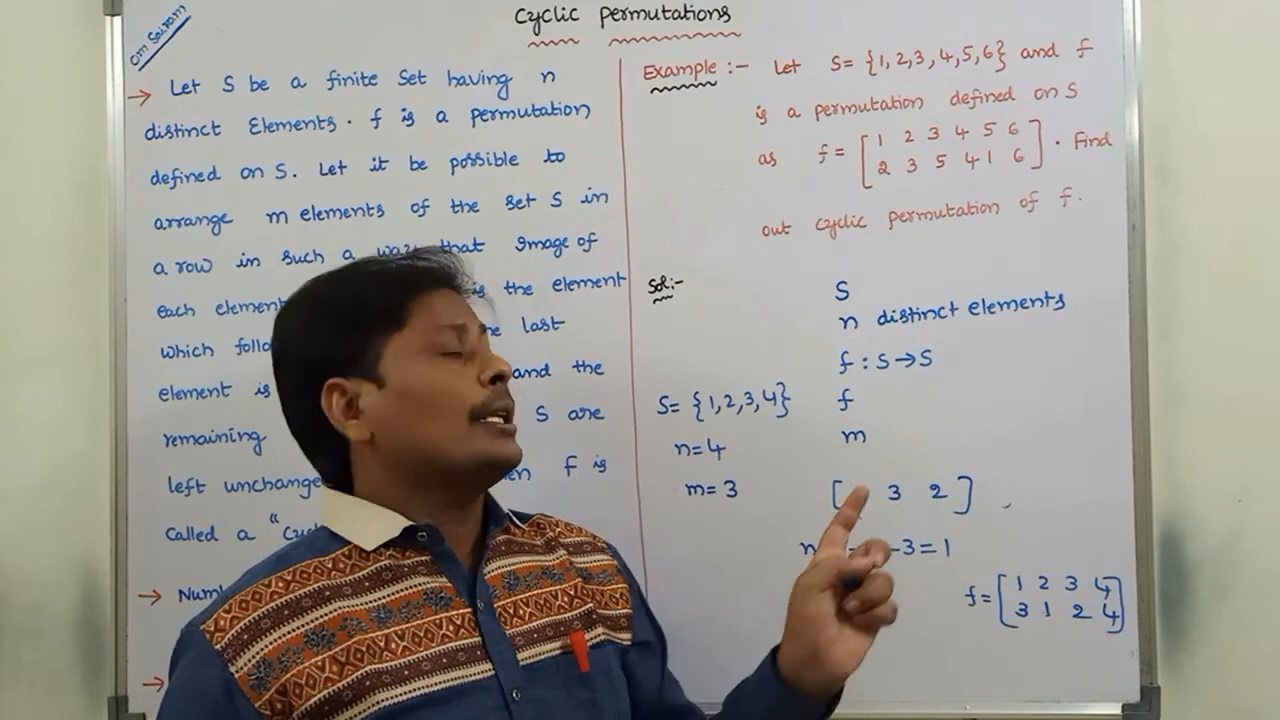 Om Sairam
Cyclic Permutations
→ Let S be a finite Set having n
distinct Elements. f is a permutation
defined on S. Let it be possible to
arrange m elements of the set S in
a row in such a way that Image of
each element is the element
which follo last
element is and the
remaining S are
left unchange f is
Called a "Cyc
→ Num
→
Example :- Let S = {1,2,3,4,5,6} and f
is a permutation defined on S
as f = [1 2 3 4 5 6
2 3 5 4 1 6] . Find
out cyclic permutation of f.
Sol:-
S
n distinct elements
f : S → S
S = {1,2,3,4} f
n = 4 m
m = 3 [ 3 2 ]
n -3 = 1
f = [1 2 3 4
3 1 2 4]